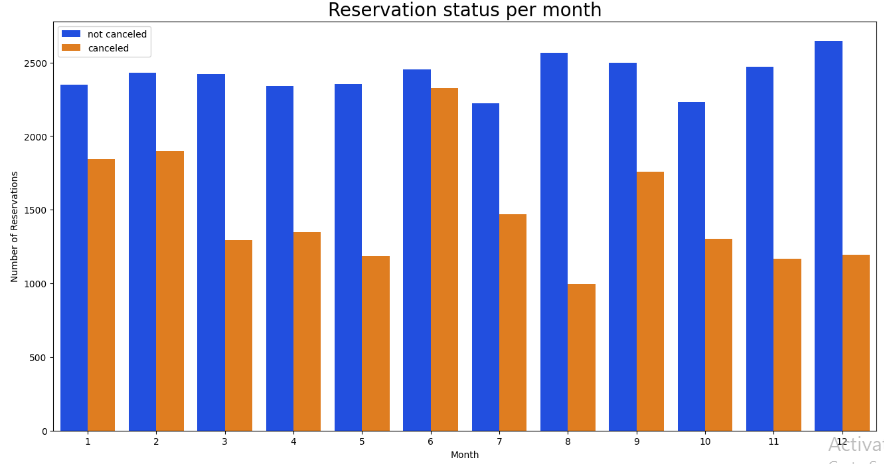 Reservation status per month
not canceled
canceled
Number of Reservations
2500
2000
1500
1000
500
0
1 2 3 4 5 6 7 8 9 10 11 12
Month